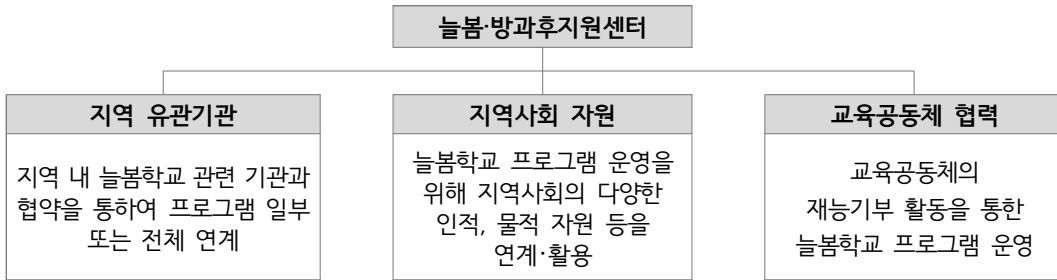 늘봄·방과후지원센터
지역 유관기관
지역 내 늘봄학교 관련 기관과
협약을 통하여 프로그램 일부
또는 전체 연계
지역사회 자원
늘봄학교 프로그램 운영을
위해 지역사회의 다양한
인적, 물적 자원 등을
연계·활용
교육공동체 협력
교육공동체의
재능기부 활동을 통한
늘봄학교 프로그램 운영